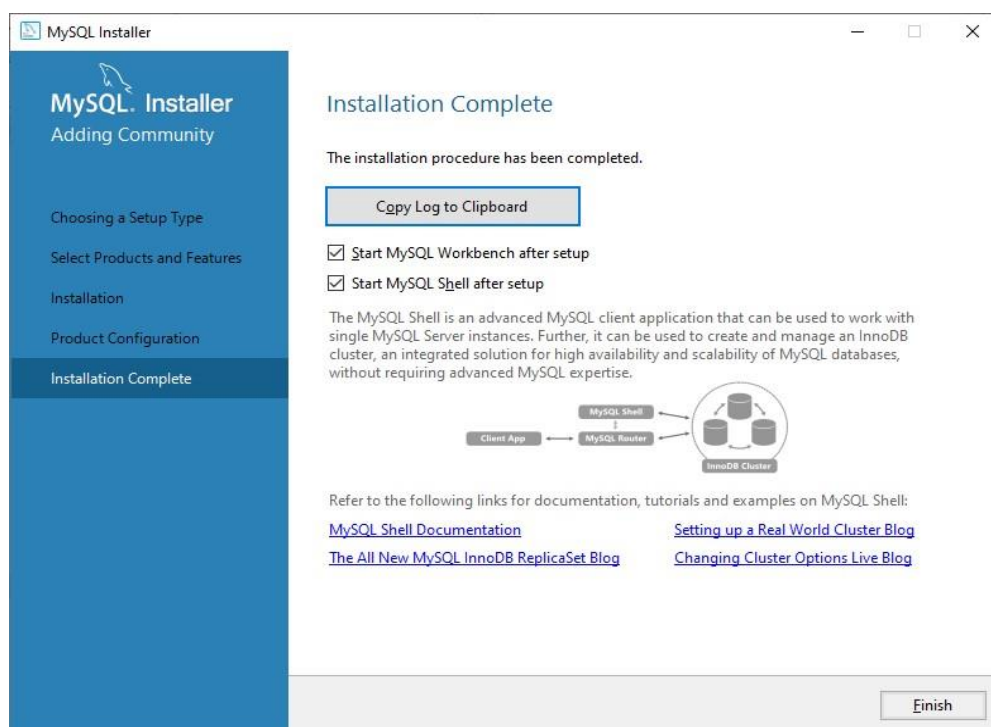 MySQL Installer
MySQL. Installer
Adding Community
Choosing a Setup Type
Select Products and Features
Installation
Product Configuration
Installation Complete
Installation Complete
The installation procedure has been completed.
Copy Log to Clipboard
Start MySQL Workbench after setup
Start MySQL Shell after setup
The MySQL Shell is an advanced MySQL client application that can be used to work with
single MySQL Server instances. Further, it can be used to create and manage an InnoDB
cluster, an integrated solution for high availability and scalability of MySQL databases,
without requiring advanced MySQL expertise.
MySQL Shell
Client App
MySQL Router
InnoDB Cluster
Refer to the following links for documentation, tutorials and examples on MySQL Shell:
MySQL Shell Documentation
Setting up a Real World Cluster Blog
The All New MySQL InnoDB ReplicaSet Blog
Changing Cluster Options Live Blog
Finish